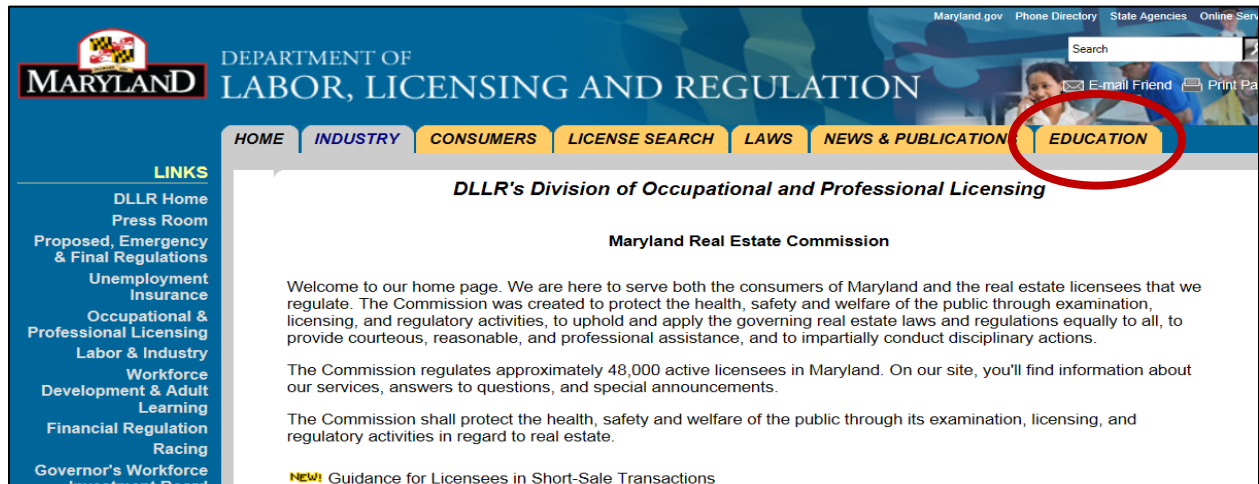 Maryland.gov Phone Directory State Agencies Online
Search
MARYLAND
DEPARTMENT OF
LABOR, LICENSING AND REGULATION
E-mail Friend Print
HOME INDUSTRY CONSUMERS LICENSE SEARCH LAWS NEWS & PUBLICATIONS EDUCATION
LINKS
DLLR Home
Press Room
Proposed, Emergency
& Final Regulations
Unemployment
Insurance
Occupational &
Professional Licensing
Labor & Industry
Workforce
Development & Adult
Learning
Financial Regulation
Racing
Governor's Workforce
Investment Board
DLLR's Division of Occupational and Professional Licensing
Maryland Real Estate Commission
Welcome to our home page. We are here to serve both the consumers of Maryland and the real estate licensees that we
regulate. The Commission was created to protect the health, safety and welfare of the public through examination,
licensing, and regulatory activities, to uphold and apply the governing real estate laws and regulations equally to all, to
provide courteous, reasonable, and professional assistance, and to impartially conduct disciplinary actions.
The Commission regulates approximately 48,000 active licensees in Maryland. On our site, you'll find information about
our services, answers to questions, and special announcements.
The Commission shall protect the health, safety and welfare of the public through its examination, licensing, and
regulatory activities in regard to real estate.
NEW! Guidance for Licensees in Short-Sale Transactions